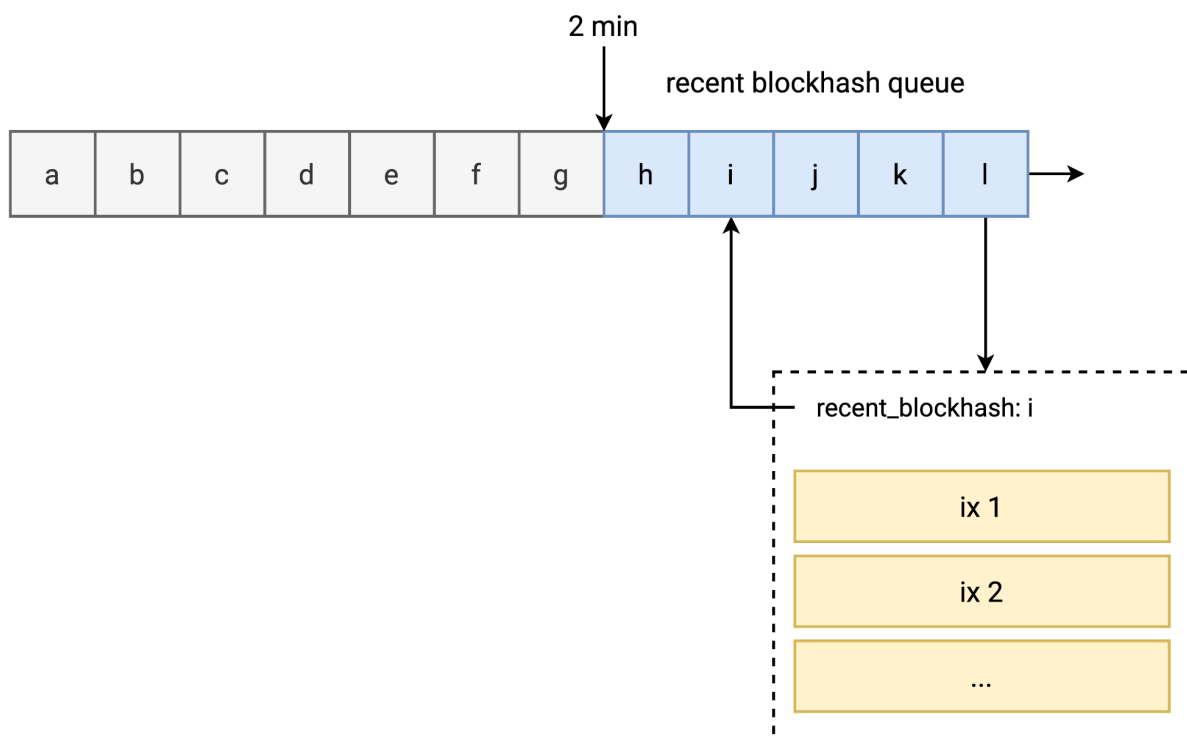 2 min
recent blockhash queue
a b c d e f g h i j k l
recent_blockhash: i
ix 1
ix 2
...